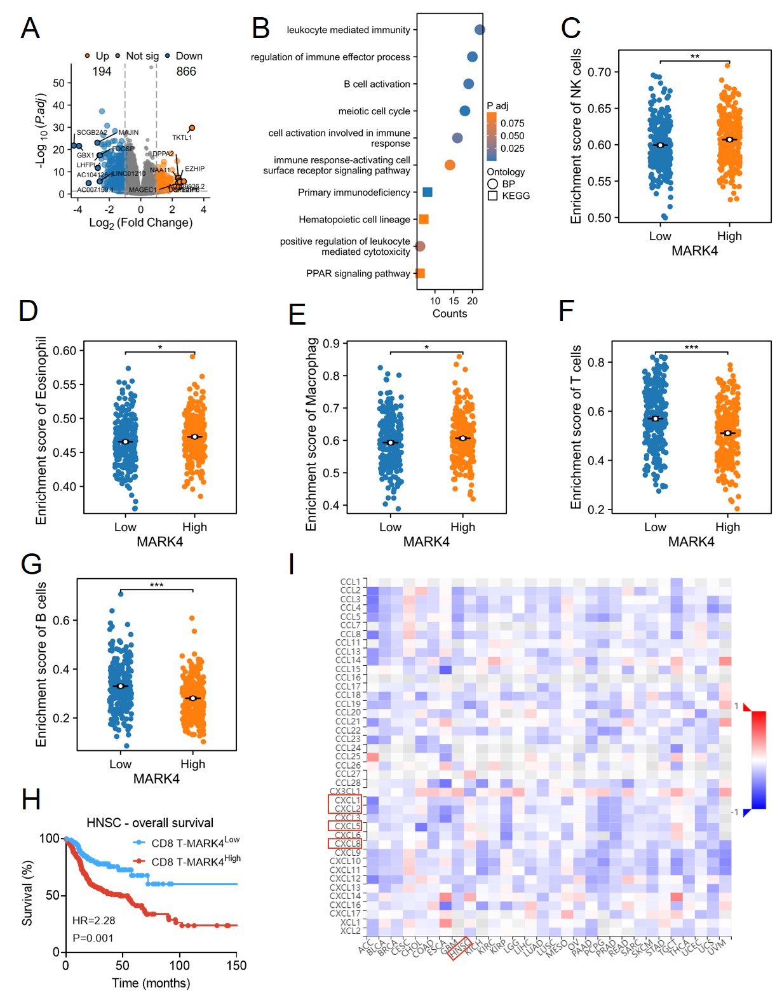 A
Up Not sig Down
194 866
-Log10 (P.adj)
50
40
30
20
10
0
SCGB2A2
MAJIN
TKTL1
GBX1
FDCSP
DPPA2
LHFPL4
NAA11
EZHIP
LINC01210
AC007159.1
MAGEC1
-4 -2 0 2 4
Log2 (Fold Change)
B
leukocyte mediated immunity
regulation of immune effector process
B cell activation
meiotic cell cycle
cell activation involved in immune
response
immune response-activating cell
surface receptor signaling pathway
Primary immunodeficiency
Hematopoietic cell lineage
positive regulation of leukocyte
mediated cytotoxicity
PPAR signaling pathway
10 15 20
Counts
P adj
0.075
0.050
0.025
Ontology
BP
KEGG
C
Enrichment score of NK cells
0.70
0.65
0.60
0.55
0.50
**
Low High
MARK4
D
Enrichment score of Eosinophil
0.60
0.55
0.50
0.45
0.40
*
Low High
MARK4
E
Enrichment score of Macrophag
0.9
0.8
0.7
0.6
0.5
0.4
*
Low High
MARK4
F
Enrichment score of T cells
0.8
0.6
0.4
0.2
***
Low High
MARK4
G
Enrichment score of B cells
0.6
0.4
0.2
***
Low High
MARK4
H
HNSC - overall survival
CD8 T-MARK4Low
CD8 T-MARK4High
Survival (%)
100
50
0
HR=2.28
P=0.001
0 50 100 150
Time (months)
I
CCL1
CCL2
CCL3
CCL4
CCL5
CCL7
CCL8
CCL11
CCL13
CCL14
CCL15
CCL16
CCL17
CCL18
CCL19
CCL20
CCL21
CCL22
CCL23
CCL24
CCL25
CCL26
CCL27
CCL28
CX3CL1
CXCL1
CXCL2
CXCL3
CXCL5
CXCL6
CXCL8
CXCL9
CXCL10
CXCL11
CXCL12
CXCL13
CXCL14
CXCL16
CXCL17
XCL1
XCL2
ACC BLCA BRCA CESC CHOL COAD ESCA GBM HNSC KICH KIRC KIRP LGG LIHC LUAD LUSC MESO OV PAAD PCPG PRAD READ SARC SKCM STAD TGCT THCA UCEC UCS UVM
1
-1